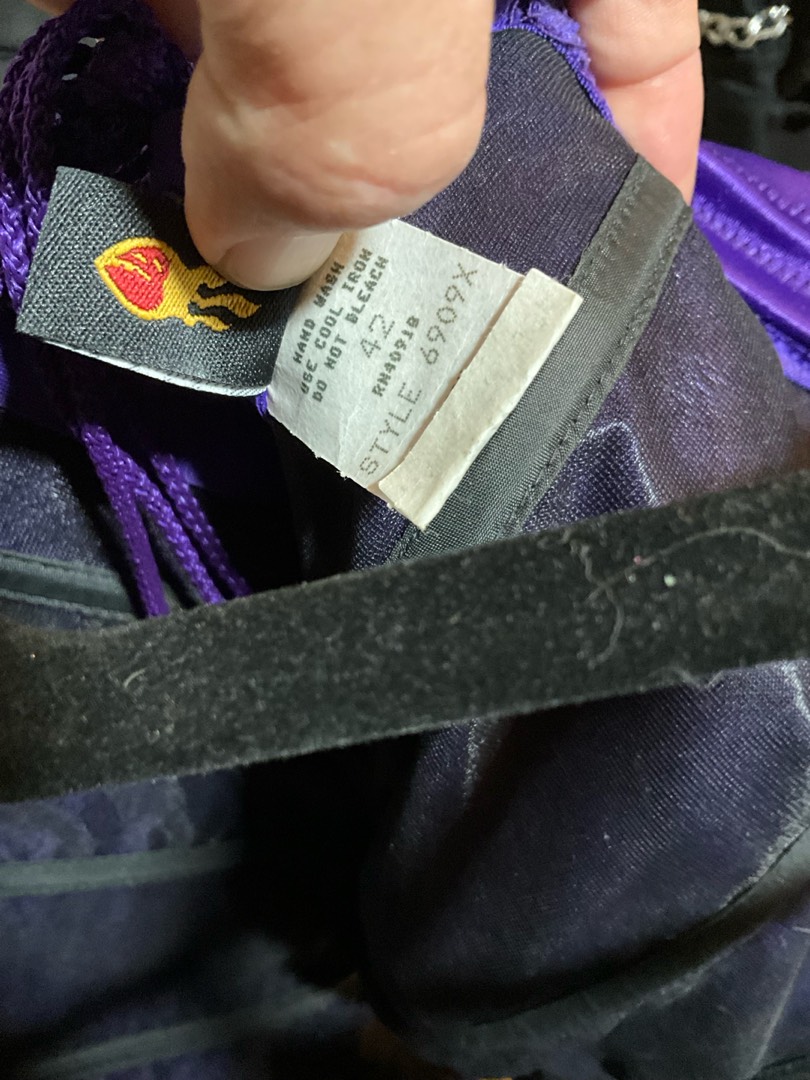 HAND WASH
USE COOL IRON
DO NOT BLEACH
42
RN40918
STYLE 6909X